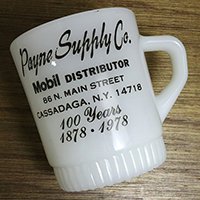 Payne Supply Co.
Mobil DISTRIBUTOR
86 N. MAIN STREET
CASSADAGA, N.Y. 14718
100 Years
1878 · 1978